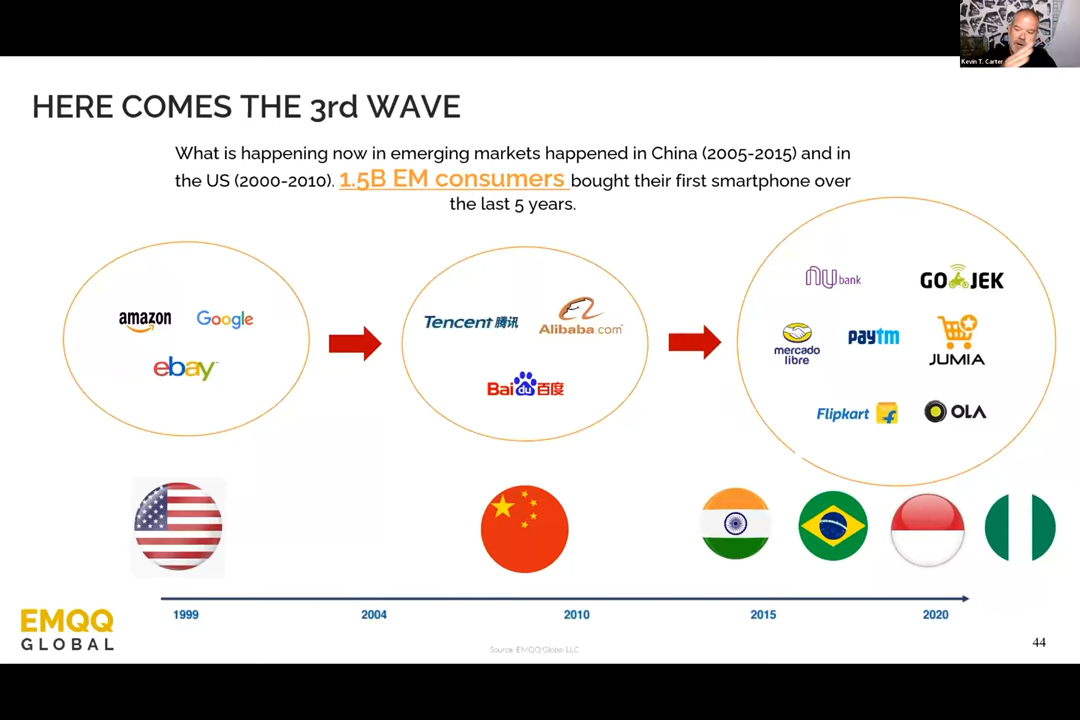 Kevin T. Carter
HERE COMES THE 3rd WAVE
What is happening now in emerging markets happened in China (2005-2015) and in
the US (2000-2010). 1.5B EM consumers bought their first smartphone over
the last 5 years.
amazon
Google
ebay™
Tencent 腾讯
Alibaba.com
Bai du 百度
nu bank
GOJEK
mercado
libre
paytm
JUMIA
Flipkart
OLA
1999
2004
2010
2015
2020
EMQQ
GLOBAL
Source: EMQQ Global LLC
44